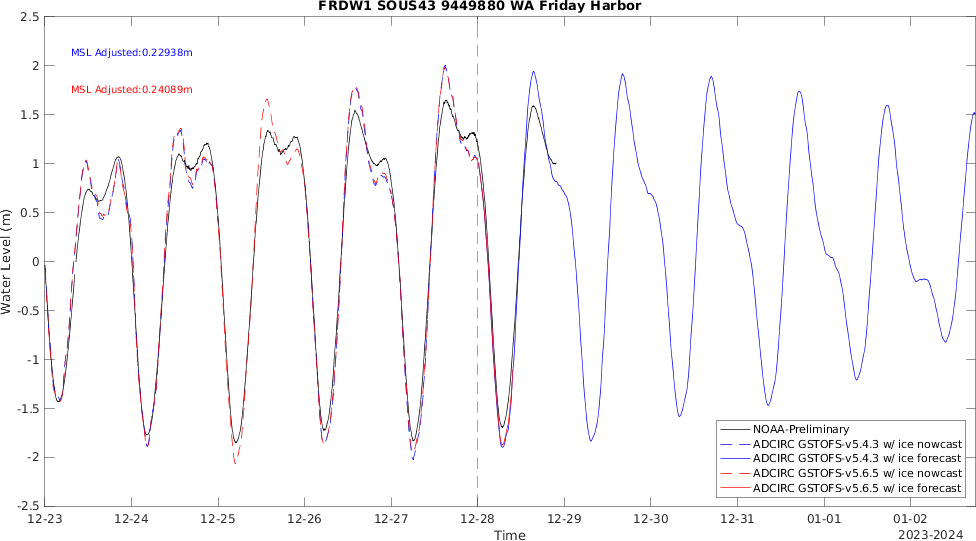 FRDW1 SOUS43 9449880 WA Friday Harbor
2.5
2
1.5
1
0.5
0
-0.5
-1
-1.5
-2
-2.5
Water Level (m)
MSL Adjusted:0.22938m
MSL Adjusted:0.24089m
NOAA-Preliminary
ADCIRC GSTOFS-v5.4.3 w/ ice nowcast
ADCIRC GSTOFS-v5.4.3 w/ ice forecast
ADCIRC GSTOFS-v5.6.5 w/ ice nowcast
ADCIRC GSTOFS-v5.6.5 w/ ice forecast
12-23 12-24 12-25 12-26 12-27 12-28 12-29 12-30 12-31 01-01 01-02
Time
2023-2024